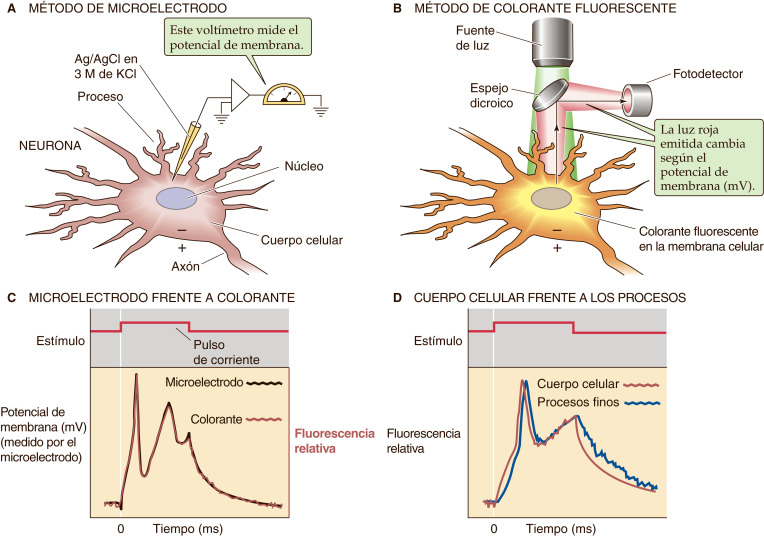 A MÉTODO DE MICROELECTRODO
Este voltímetro mide el
potencial de membrana.
Ag/AgCl en
3 M de KCl
Proceso
NEURONA
Núcleo
Cuerpo celular
Axón
–
+
B MÉTODO DE COLORANTE FLUORESCENTE
Fuente
de luz
Espejo
dicroico
Fotodetector
La luz roja
emitida cambia
según el
potencial de
membrana (mV).
Colorante fluorescente
en la membrana celular
–
+
C MICROELECTRODO FRENTE A COLORANTE
Estímulo
Pulso
de corriente
Microelectrodo
Colorante
Potencial de
membrana (mV)
(medido por el
microelectrodo)
Fluorescencia
relativa
0 Tiempo (ms)
D CUERPO CELULAR FRENTE A LOS PROCESOS
Estímulo
Cuerpo celular
Procesos finos
Fluorescencia
relativa
0 Tiempo (ms)